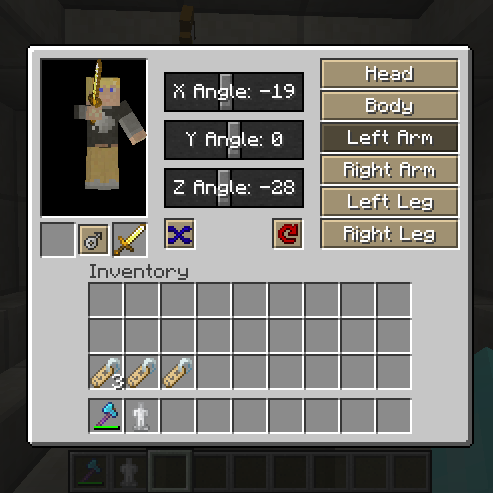 X Angle: -19
Y Angle: 0
Z Angle: -28
Head
Body
Left Arm
Right Arm
Left Leg
Right Leg
Inventory
3